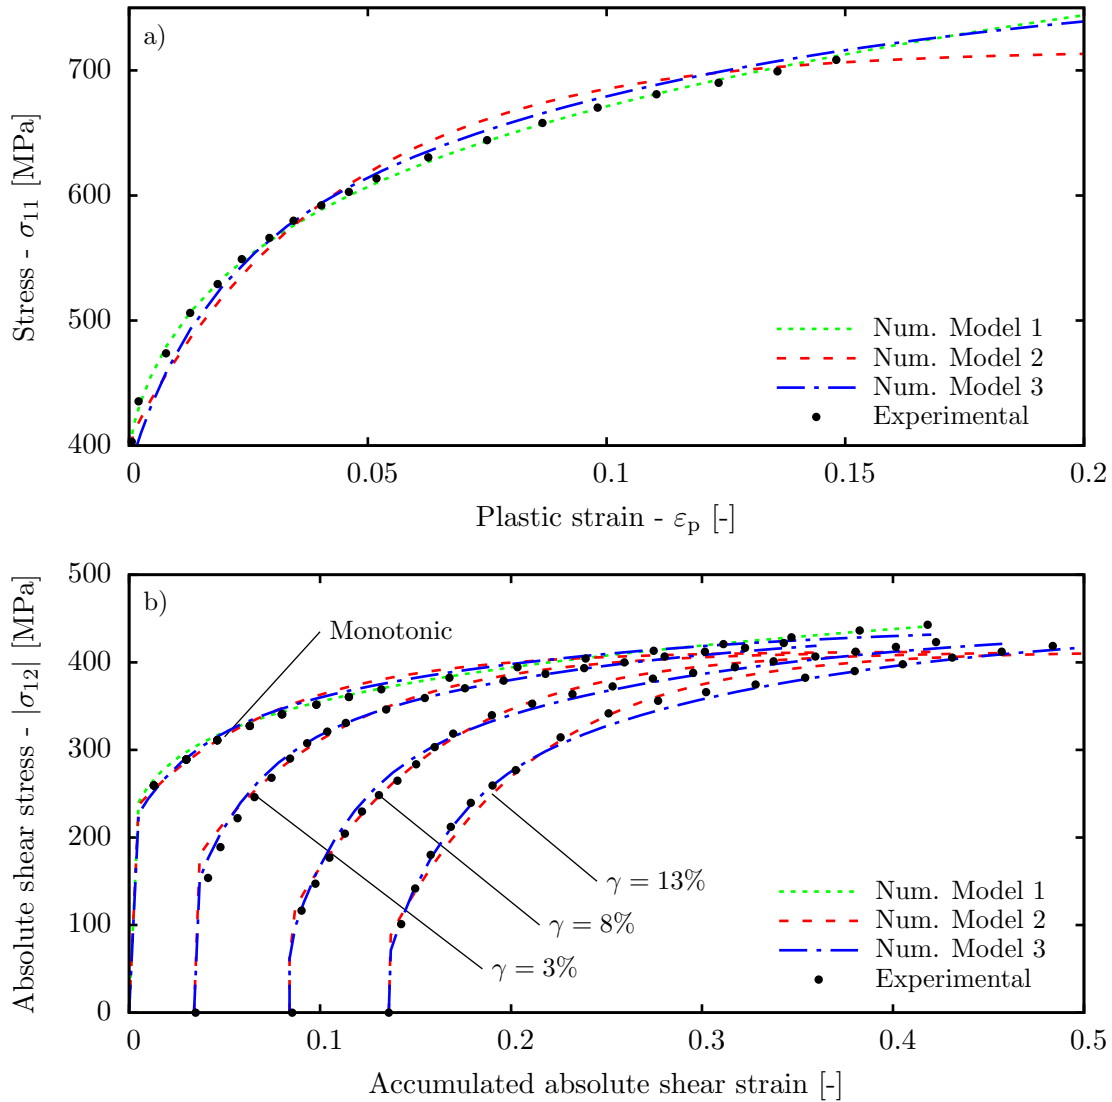 a)
700
600
500
400
Stress - σ₁₁ [MPa]
Num. Model 1
Num. Model 2
Num. Model 3
Experimental
0
0.05
0.1
0.15
0.2
Plastic strain - εₚ [-]
b)
500
400
300
200
100
0
Absolute shear stress - |σ₁₂| [MPa]
Monotonic
γ = 13%
γ = 8%
γ = 3%
Num. Model 1
Num. Model 2
Num. Model 3
Experimental
0
0.1
0.2
0.3
0.4
0.5
Accumulated absolute shear strain [-]